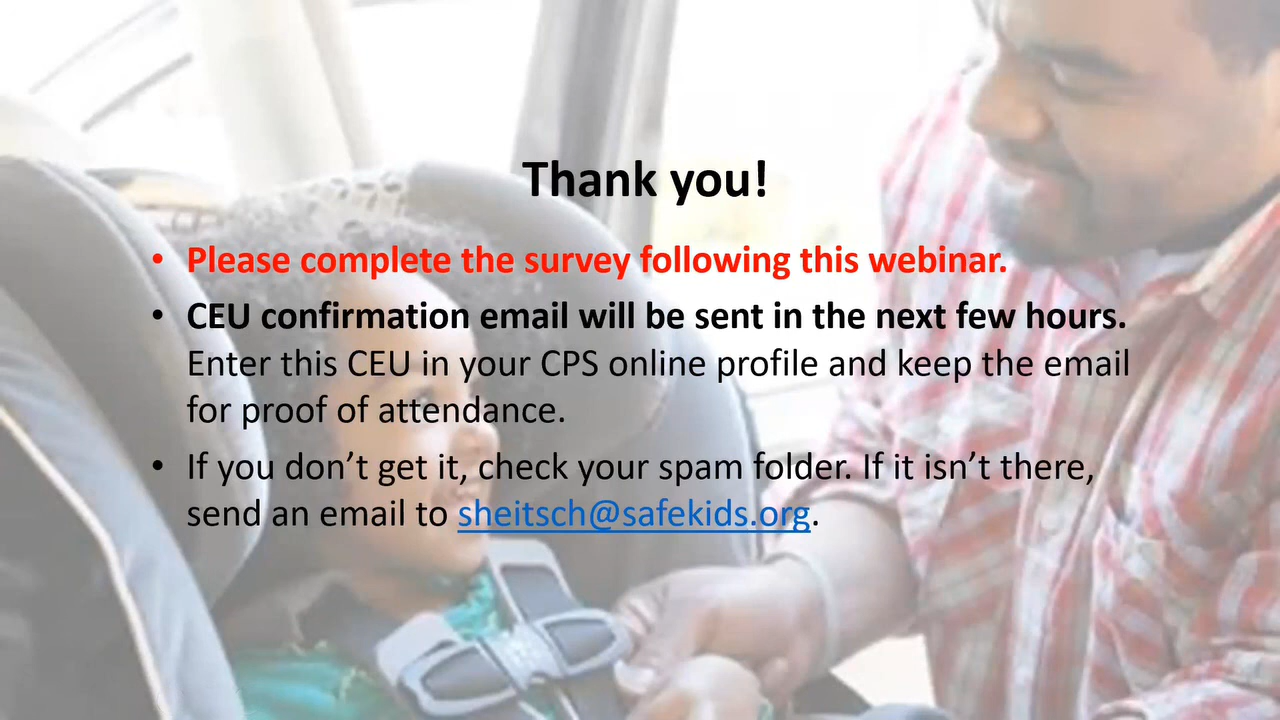 Thank you!
• Please complete the survey following this webinar.
• CEU confirmation email will be sent in the next few hours.
Enter this CEU in your CPS online profile and keep the email
for proof of attendance.
• If you don’t get it, check your spam folder. If it isn’t there,
send an email to sheitsch@safekids.org.